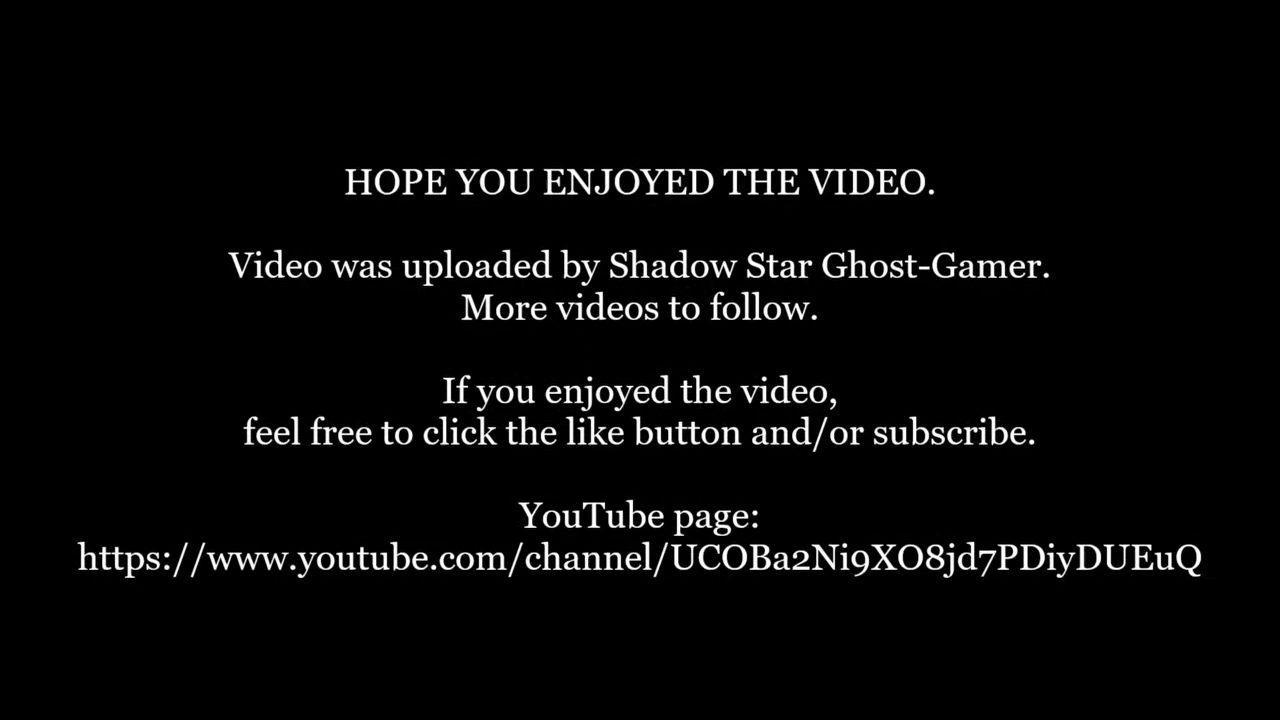 HOPE YOU ENJOYED THE VIDEO.
Video was uploaded by Shadow Star Ghost-Gamer.
More videos to follow.
If you enjoyed the video,
feel free to click the like button and/or subscribe.
YouTube page:
https://www.youtube.com/channel/UCOBa2Ni9XO8jd7PDiyDUEuQ